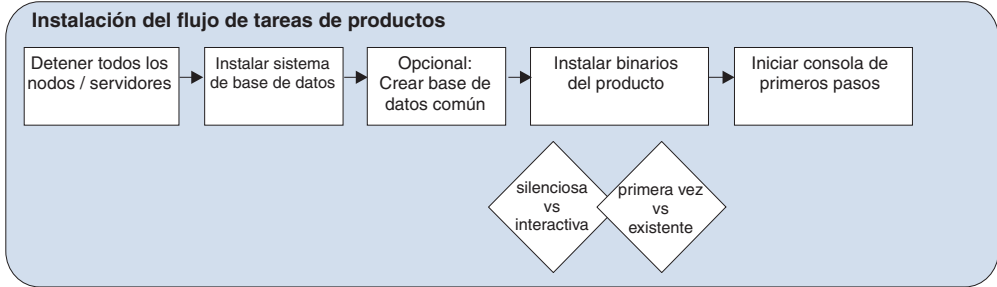 Instalación del flujo de tareas de productos
Detener todos los
nodos / servidores
Instalar sistema
de base de datos
Opcional:
Crear base de
datos común
Instalar binarios
del producto
Iniciar consola de
primeros pasos
silenciosa
vs
interactiva
primera vez
vs
existente